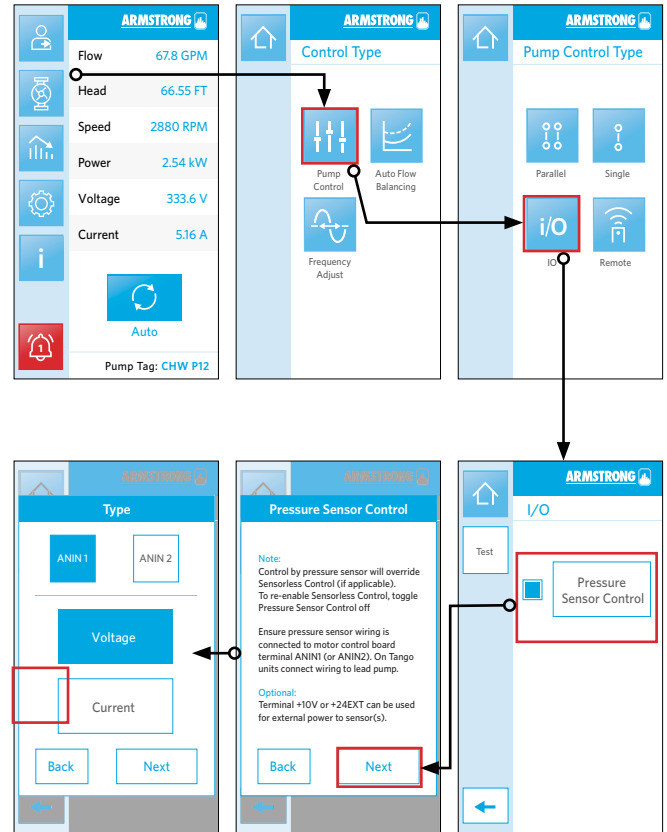 ARMSTRONG
Flow 67.8 GPM
Head 66.55 FT
Speed 2880 RPM
Power 2.54 kW
Voltage 333.6 V
Current 5.16 A
i
Auto
1
Pump Tag: CHW P12
ARMSTRONG
Control Type
Pump
Control
Auto Flow
Balancing
Frequency
Adjust
ARMSTRONG
Pump Control Type
Parallel
Single
i/O
IO
Remote
ARMSTRONG
Type
ANIN 1
ANIN 2
Voltage
Current
Back
Next
ARMSTRONG
Pressure Sensor Control
Note:
Control by pressure sensor will override
Sensorless Control (if applicable).
To re-enable Sensorless Control, toggle
Pressure Sensor Control off
Ensure pressure sensor wiring is
connected to motor control board
terminal ANIN1 (or ANIN2). On Tango
units connect wiring to lead pump.
Optional:
Terminal +10V or +24EXT can be used
for external power to sensor(s).
Back
Next
ARMSTRONG
I/O
Test
Pressure
Sensor Control